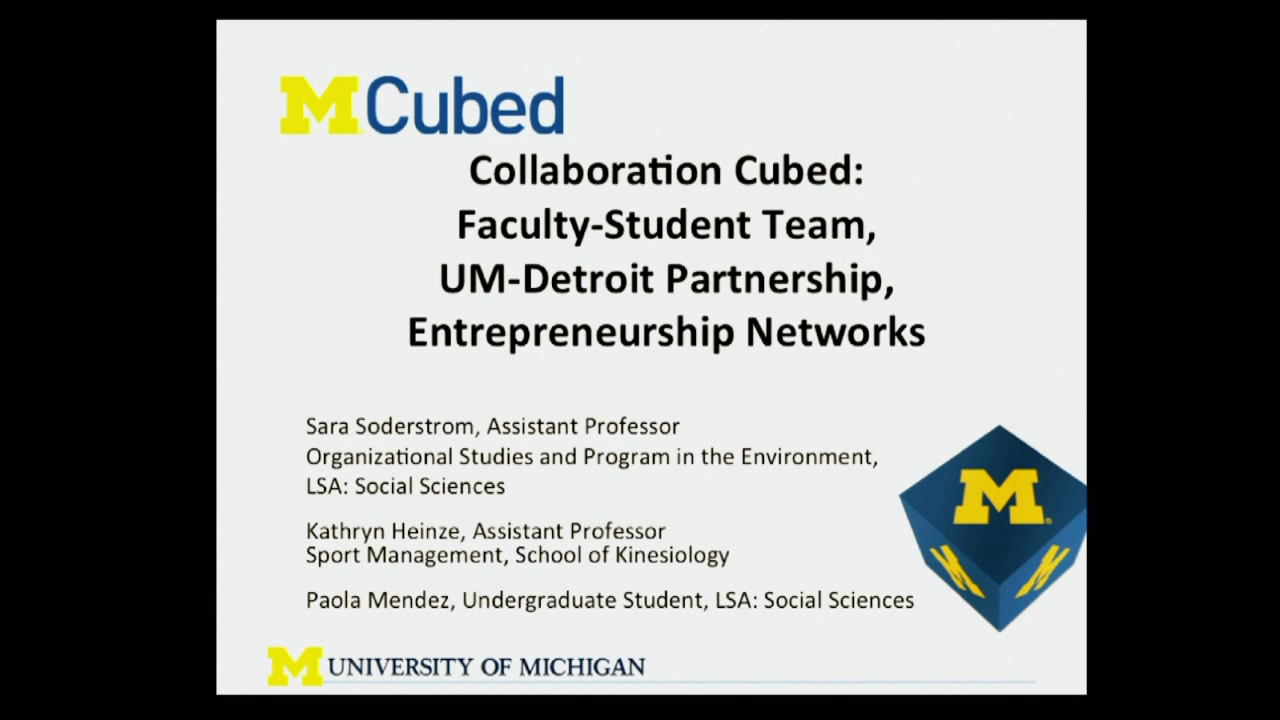 MCubed
Collaboration Cubed:
Faculty-Student Team,
UM-Detroit Partnership,
Entrepreneurship Networks
Sara Soderstrom, Assistant Professor
Organizational Studies and Program in the Environment,
LSA: Social Sciences
M
M M
Kathryn Heinze, Assistant Professor
Sport Management, School of Kinesiology
Paola Mendez, Undergraduate Student, LSA: Social Sciences
M UNIVERSITY OF MICHIGAN